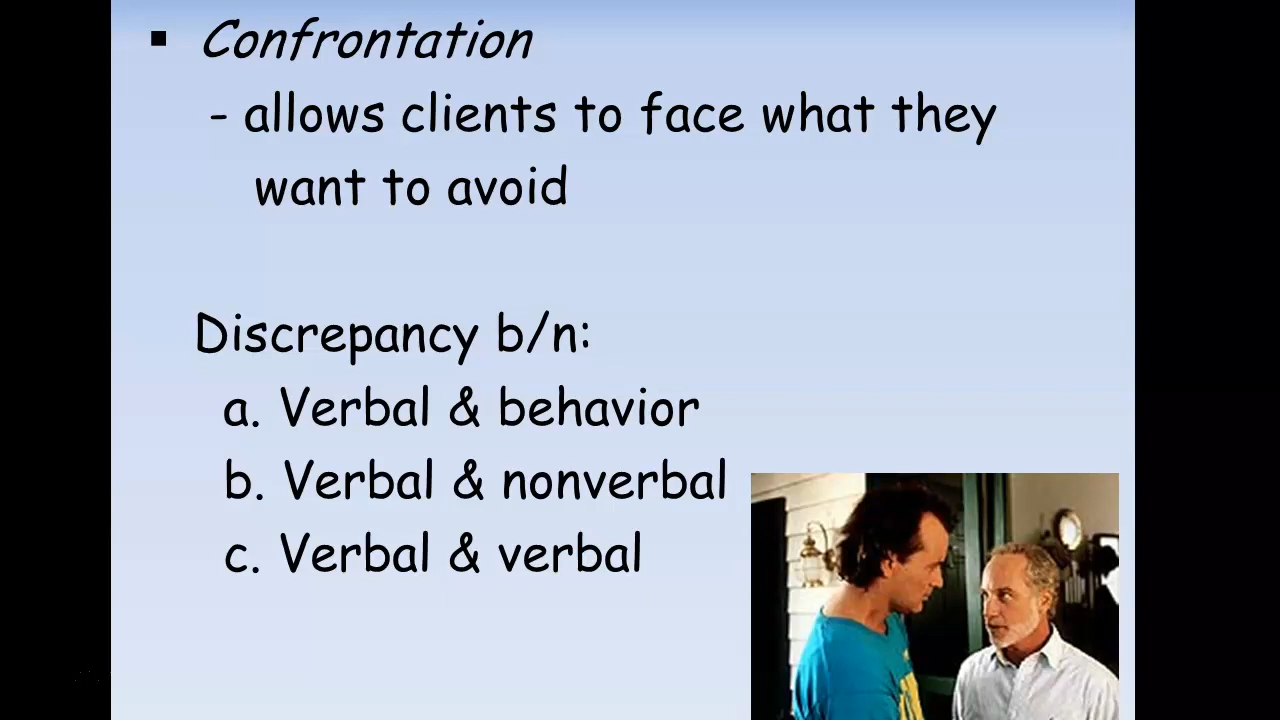 ▪ Confrontation
- allows clients to face what they
want to avoid
Discrepancy b/n:
a. Verbal & behavior
b. Verbal & nonverbal
c. Verbal & verbal